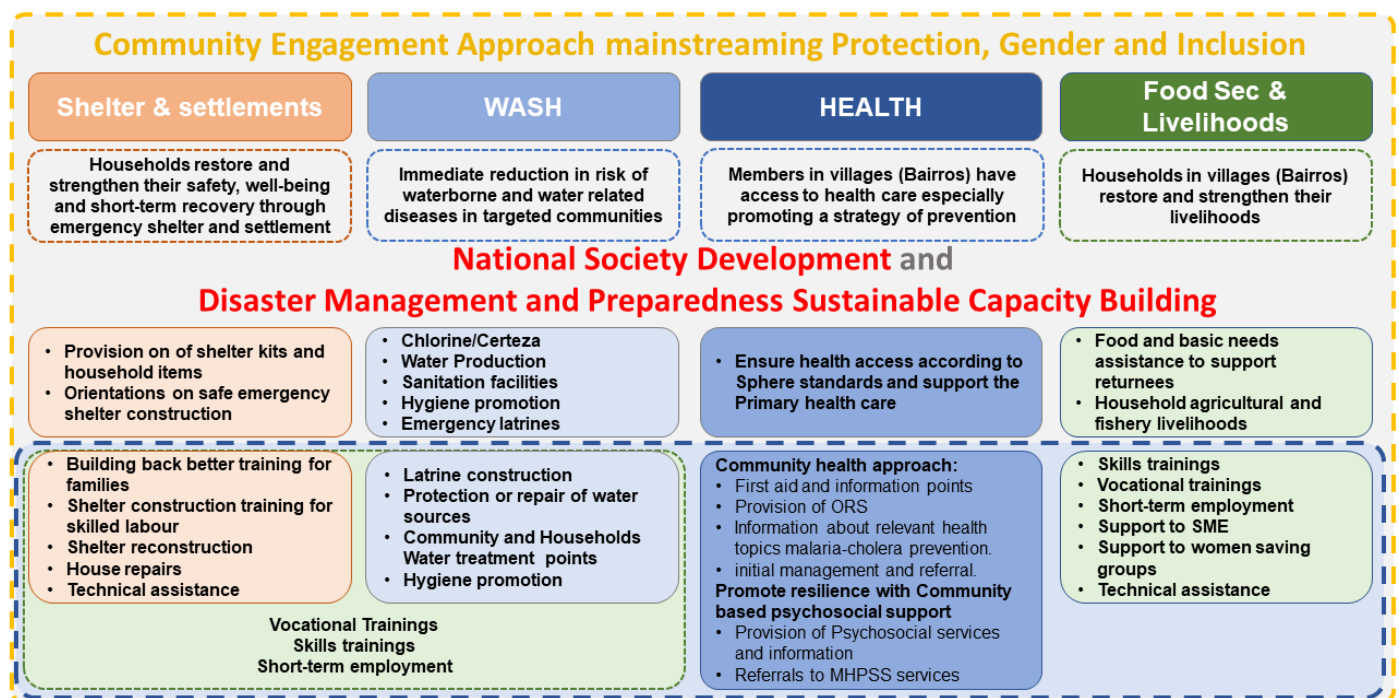 Community Engagement Approach mainstreaming Protection, Gender and Inclusion
Shelter & settlements
WASH
HEALTH
Food Sec &
Livelihoods
Households restore and
strengthen their safety, well-being
and short-term recovery through
emergency shelter and settlement
Immediate reduction in risk of
waterborne and water related
diseases in targeted communities
Members in villages (Bairros) have
access to health care especially
promoting a strategy of prevention
Households in villages (Bairros)
restore and strengthen their
livelihoods
National Society Development and
Disaster Management and Preparedness Sustainable Capacity Building
• Provision on of shelter kits and
household items
• Orientations on safe emergency
shelter construction
• Chlorine/Certeza
• Water Production
• Sanitation facilities
• Hygiene promotion
• Emergency latrines
• Ensure health access according to
Sphere standards and support the
Primary health care
• Food and basic needs
assistance to support
returnees
• Household agricultural and
fishery livelihoods
• Building back better training for
families
• Shelter construction training for
skilled labour
• Shelter reconstruction
• House repairs
• Technical assistance
• Latrine construction
• Protection or repair of water
sources
• Community and Households
Water treatment points
• Hygiene promotion
Vocational Trainings
Skills trainings
Short-term employment
Community health approach:
• First aid and information points
• Provision of ORS
• Information about relevant health
topics malaria-cholera prevention.
• initial management and referral.
Promote resilience with Community
based psychosocial support
• Provision of Psychosocial services
and information
• Referrals to MHPSS services
• Skills trainings
• Vocational trainings
• Short-term employment
• Support to SME
• Support to women saving
groups
• Technical assistance